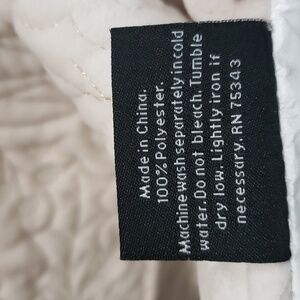 Made in China.
100% Polyester.
Machine wash separately in cold
water. Do not bleach. Tumble
dry low. Lightly iron if
necessary. RN 75343